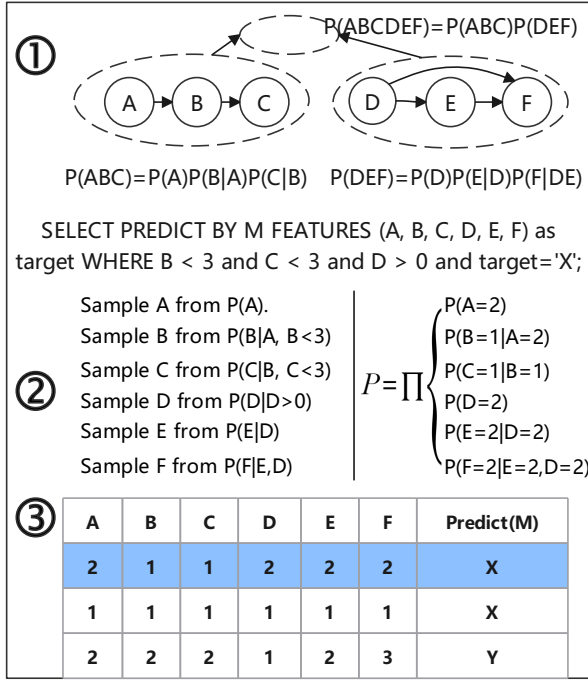 P(ABCDEF)=P(ABC)P(DEF)
①
A B C D E F
P(ABC)=P(A)P(B|A)P(C|B) P(DEF)=P(D)P(E|D)P(F|DE)
SELECT PREDICT BY M FEATURES (A, B, C, D, E, F) as
target WHERE B < 3 and C < 3 and D > 0 and target='X';
②
Sample A from P(A).
Sample B from P(B|A, B<3)
Sample C from P(C|B, C<3)
Sample D from P(D|D>0)
Sample E from P(E|D)
Sample F from P(F|E,D)
P=∏{
P(A=2)
P(B=1|A=2)
P(C=1|B=1)
P(D=2)
P(E=2|D=2)
P(F=2|E=2,D=2)
③
A B C D E F Predict(M)
2 1 1 2 2 2 X
1 1 1 1 1 1 X
2 2 2 1 2 3 Y